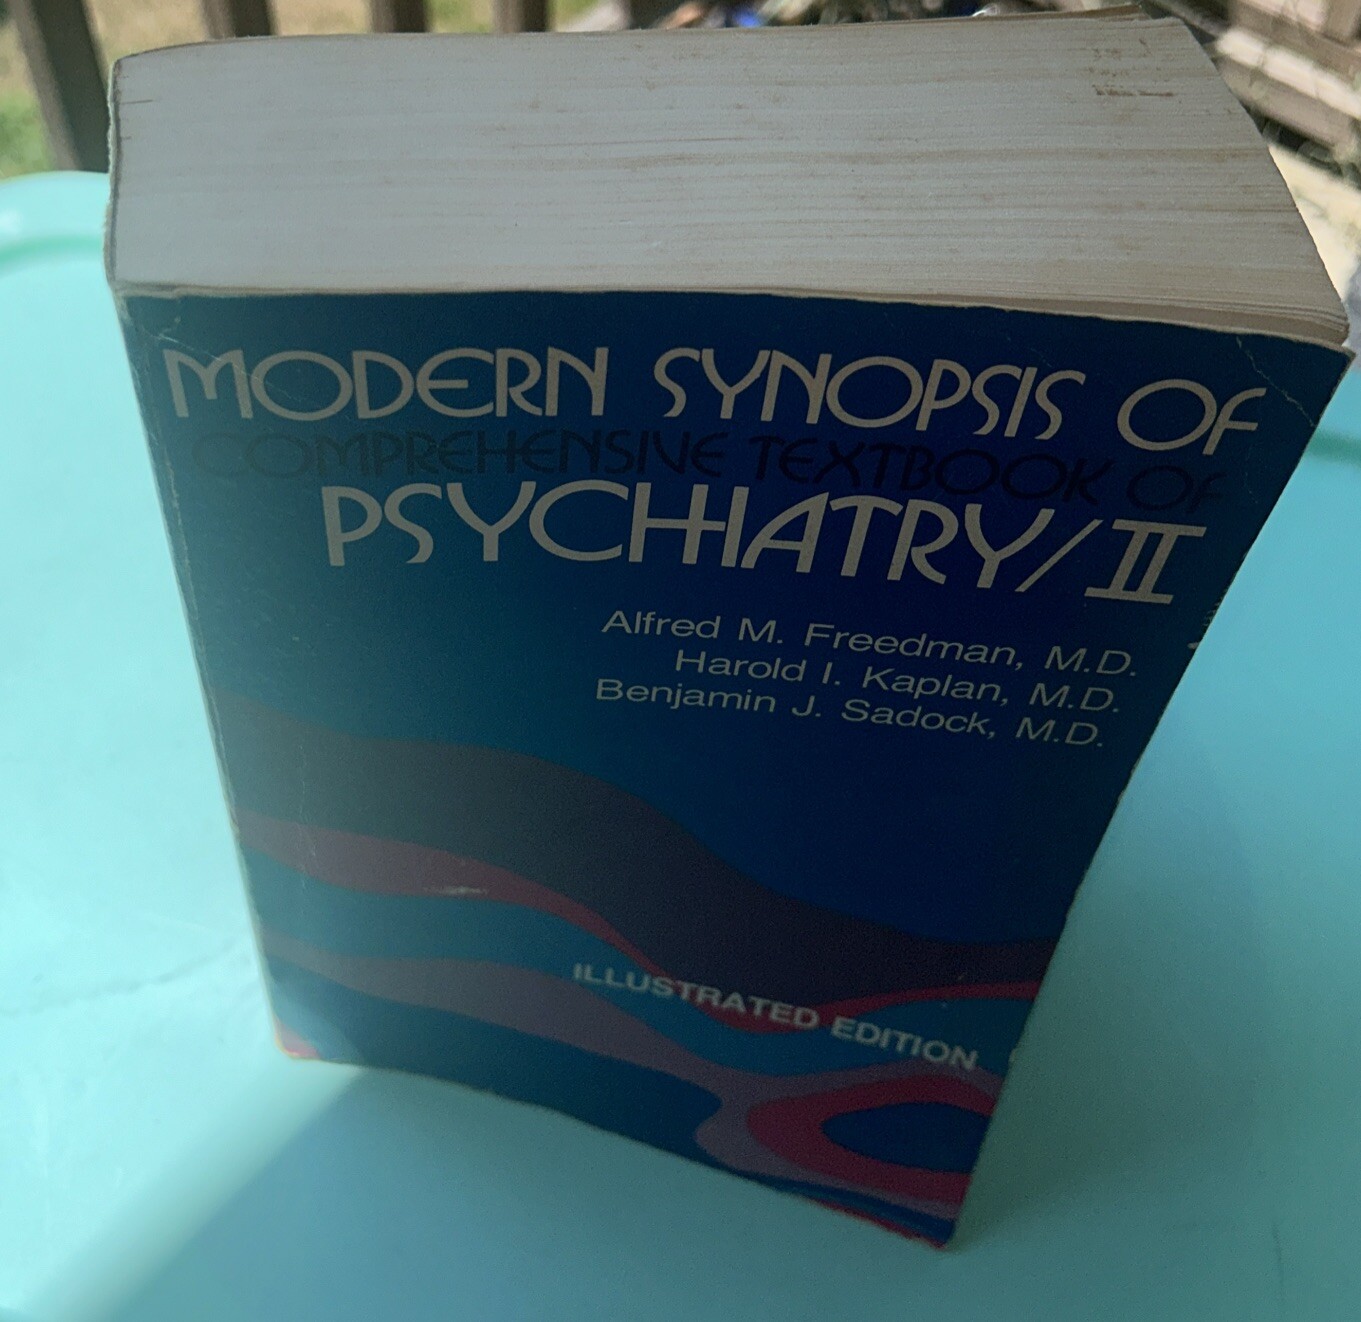 MODERN SYNOPSIS OF
COMPREHENSIVE TEXTBOOK OF
PSYCHIATRY/II
Alfred M. Freedman, M.D.
Harold I. Kaplan, M.D.
Benjamin J. Sadock, M.D.
ILLUSTRATED EDITION